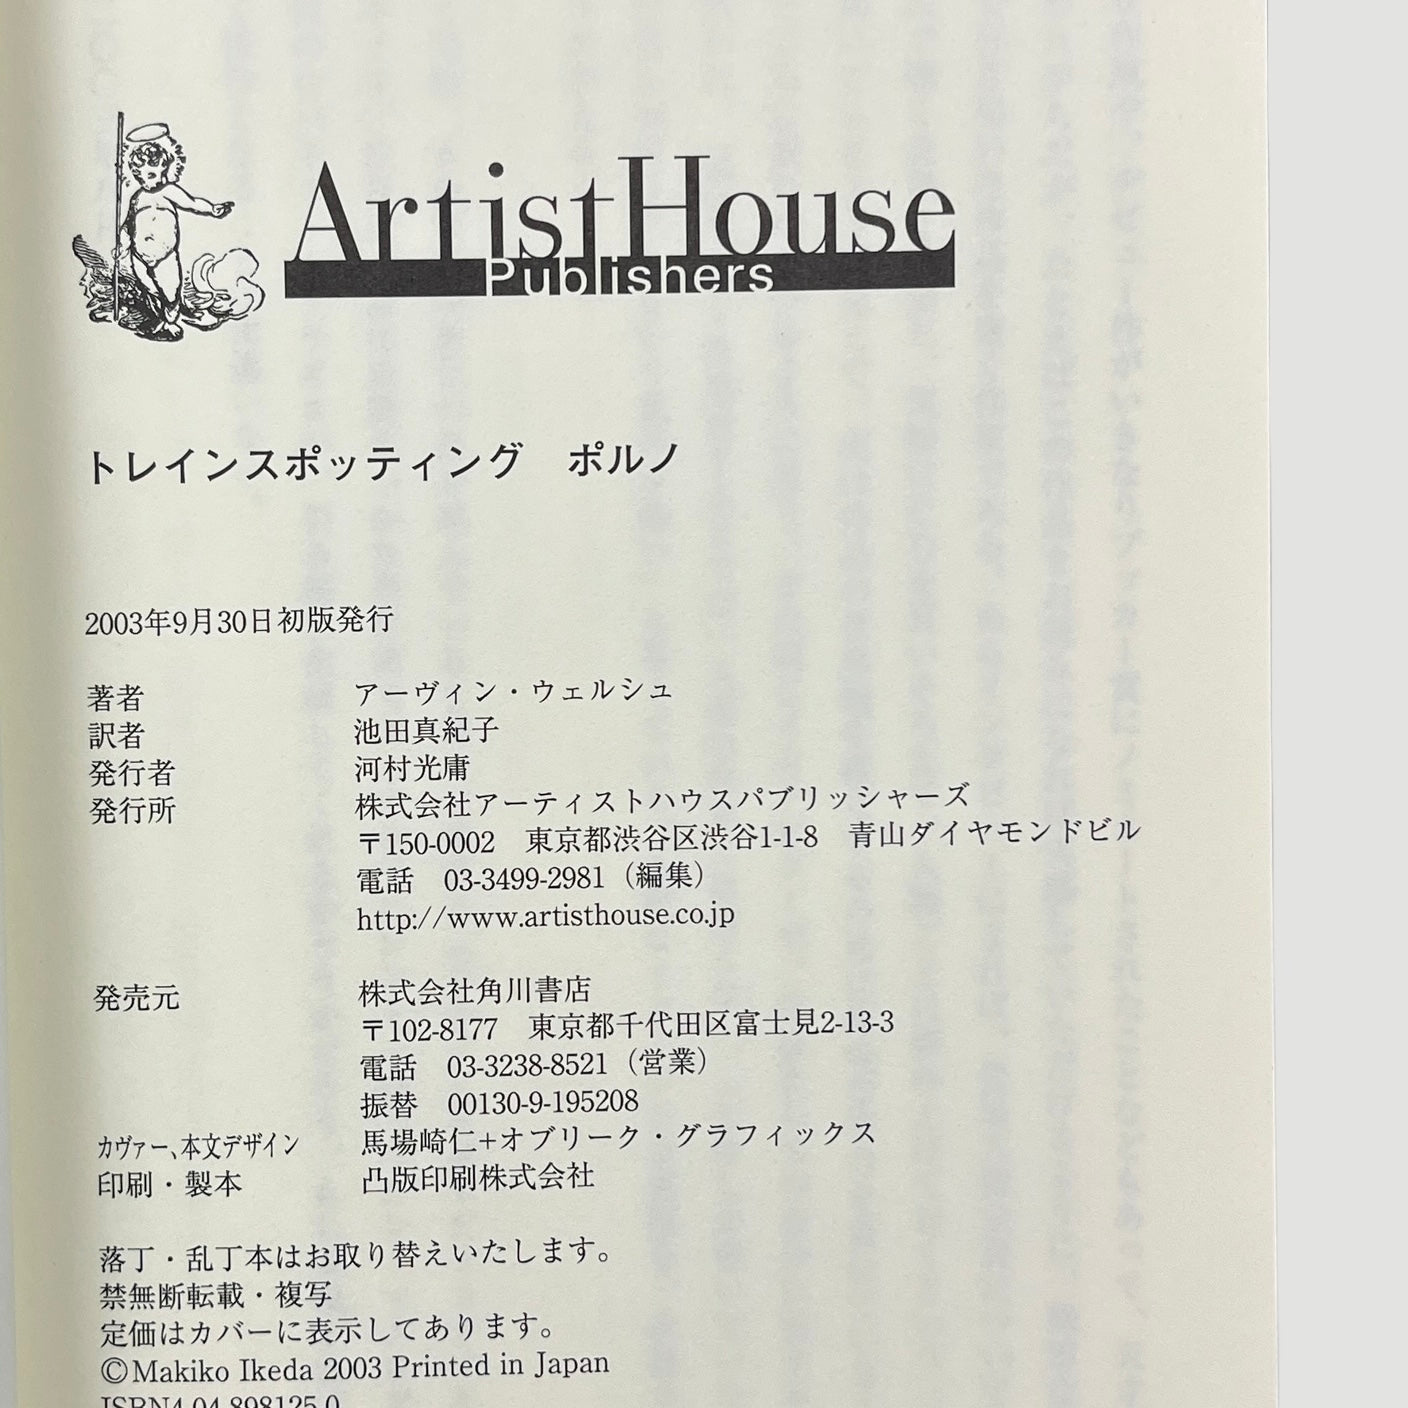 ArtistHouse
Publishers
トレインスポッティング　ポルノ
2003年9月30日初版発行
著者　アーヴィン・ウェルシュ
訳者　池田真紀子
発行者　河村光庸
発行所　株式会社アーティストハウスパブリッシャーズ
〒150-0002　東京都渋谷区渋谷1-1-8　青山ダイヤモンドビル
電話　03-3499-2981（編集）
http://www.artisthouse.co.jp
発売元　株式会社角川書店
〒102-8177　東京都千代田区富士見2-13-3
電話　03-3238-8521（営業）
振替　00130-9-195208
カヴァー、本文デザイン　馬場崎仁+オブリーク・グラフィックス
印刷・製本　凸版印刷株式会社
落丁・乱丁本はお取り替えいたします。
禁無断転載・複写
定価はカバーに表示してあります。
©Makiko Ikeda 2003 Printed in Japan
ISBN4-04-898125-0